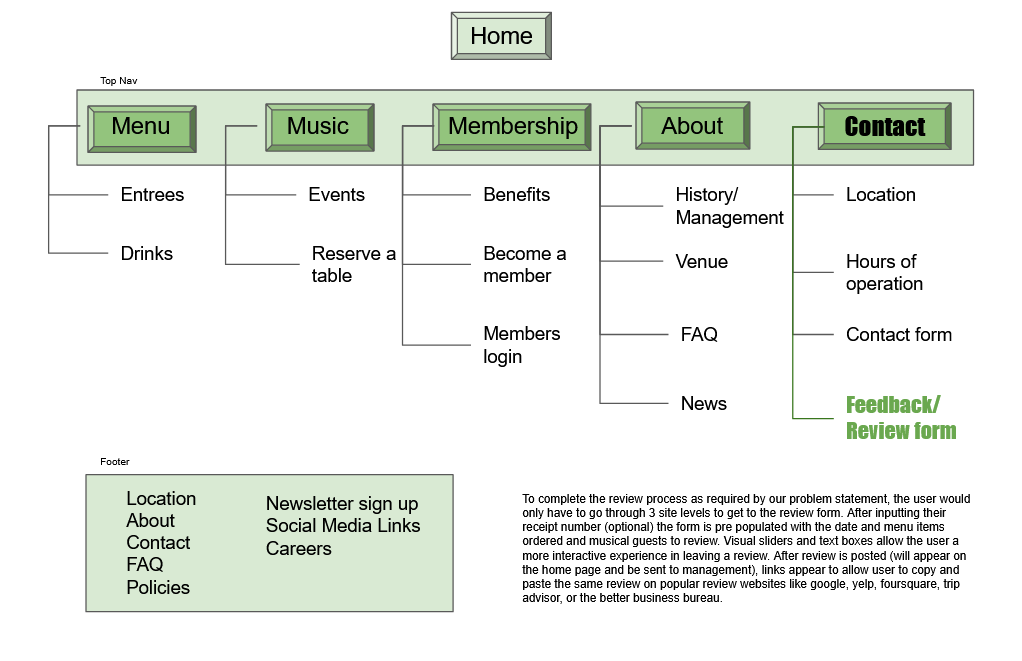 Home
Top Nav
Menu
Music
Membership
About
Contact
Entrees
Drinks
Events
Reserve a
table
Benefits
Become a
member
Members
login
History/
Management
Venue
FAQ
News
Location
Hours of
operation
Contact form
Feedback/
Review form
Footer
Location
About
Contact
FAQ
Policies
Newsletter sign up
Social Media Links
Careers
To complete the review process as required by our problem statement, the user would
only have to go through 3 site levels to get to the review form. After inputting their
receipt number (optional) the form is pre populated with the date and menu items
ordered and musical guests to review. Visual sliders and text boxes allow the user a
more interactive experience in leaving a review. After review is posted (will appear on
the home page and be sent to management), links appear to allow user to copy and
paste the same review on popular review websites like google, yelp, foursquare, trip
advisor, or the better business bureau.